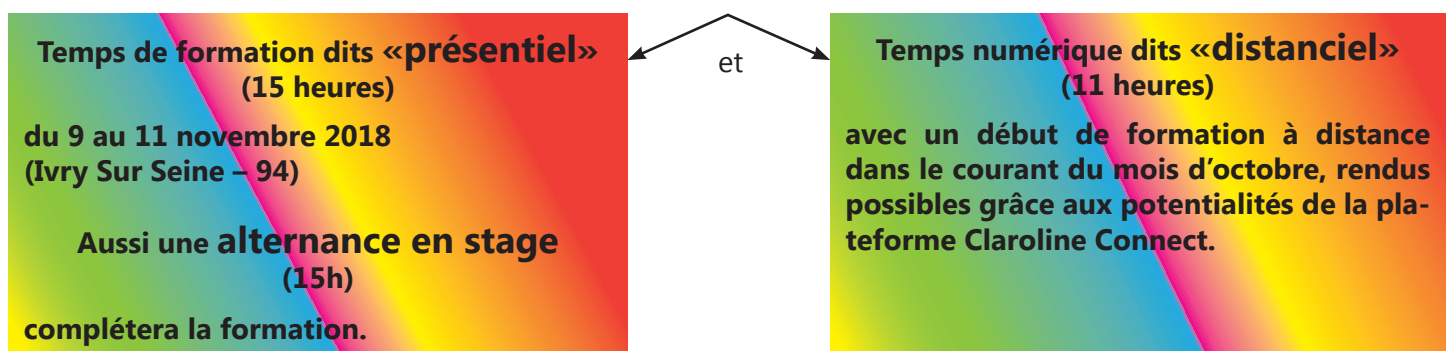 Temps de formation dits «présentiel»
(15 heures)
du 9 au 11 novembre 2018
(Ivry Sur Seine – 94)
Aussi une alternance en stage
(15h)
complétera la formation.
et
Temps numérique dits «distanciel»
(11 heures)
avec un début de formation à distance
dans le courant du mois d’octobre, rendus
possibles grâce aux potentialités de la pla-
teforme Claroline Connect.